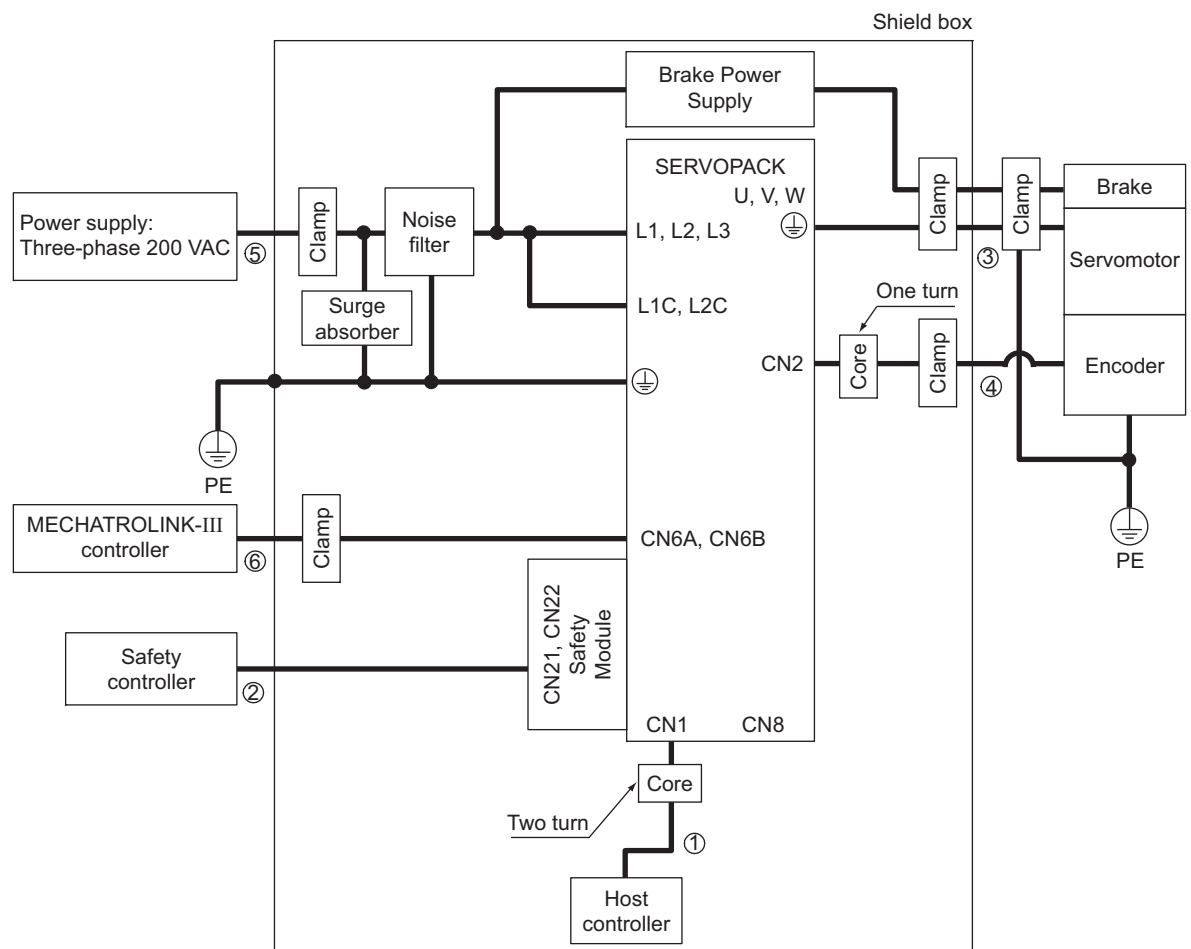 Shield box
Brake Power
Supply
SERVOPACK
U, V, W
Power supply:
Three-phase 200 VAC
⑤
Clamp
Noise
filter
L1, L2, L3
Clamp
Clamp
③
Brake
Servomotor
Surge
absorber
L1C, L2C
One turn
CN2
Core
Clamp
④
Encoder
PE
PE
MECHATROLINK-III
controller
⑥
Clamp
CN6A, CN6B
CN21, CN22
Safety
Module
Safety
controller
②
CN1
CN8
Core
Two turn
①
Host
controller